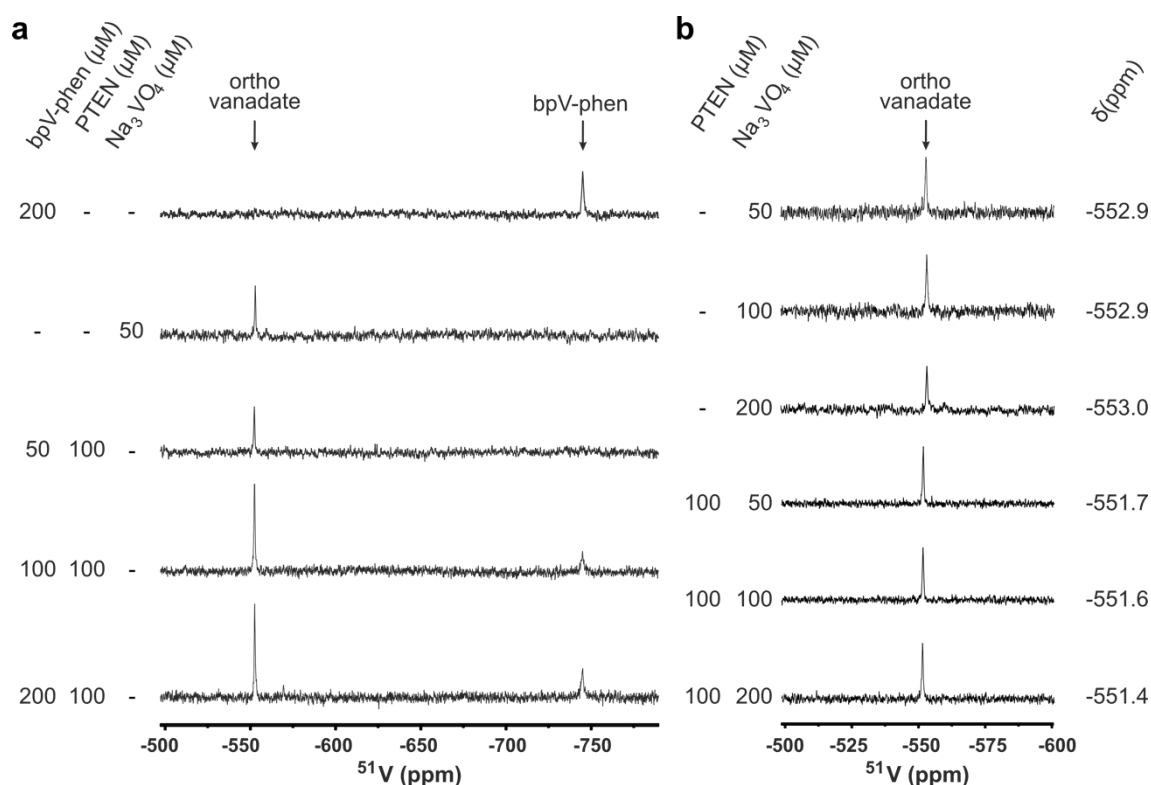 a
bpV-phen (µM)
PTEN (µM)
Na3 VO4 (µM)
ortho
vanadate
bpV-phen
200 - -
- - 50
50 100 -
100 100 -
200 100 -
-500 -550 -600 -650 -700 -750
51V (ppm)
b
PTEN (µM)
Na3 VO4 (µM)
ortho
vanadate
δ(ppm)
- 50 -552.9
- 100 -552.9
- 200 -553.0
100 50 -551.7
100 100 -551.6
100 200 -551.4
-500 -525 -550 -575 -600
51V (ppm)